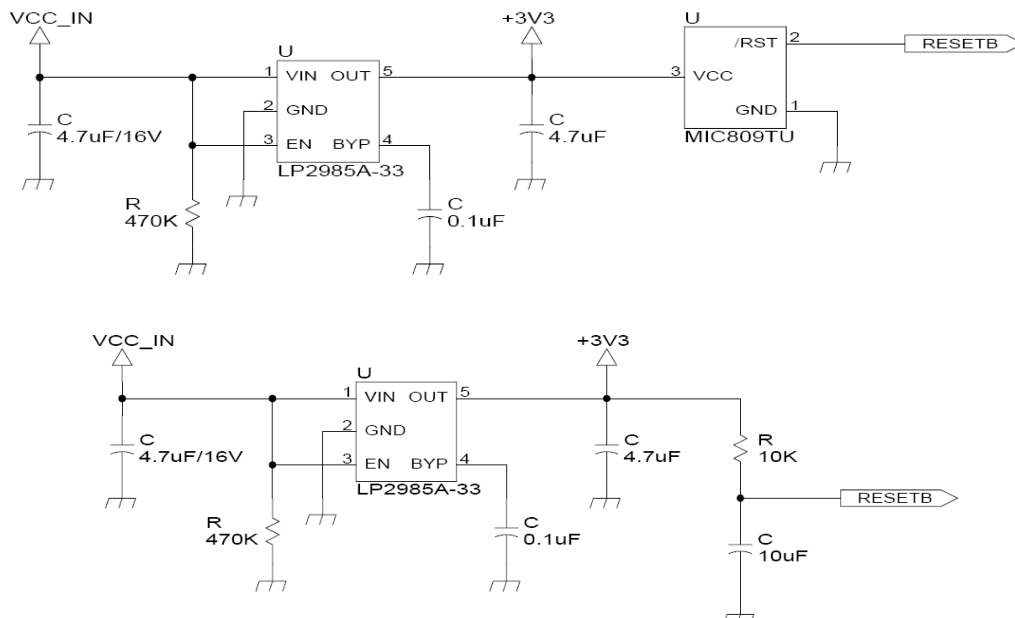 VCC_IN
+3V3
U
U
/RST 2 RESETB
1 VIN OUT 5
3 VCC
2 GND
GND 1
C
4.7uF/16V
C
4.7uF
3 EN BYP 4
MIC809TU
LP2985A-33
R
470K
C
0.1uF
VCC_IN
+3V3
U
1 VIN OUT 5
2 GND
C
4.7uF/16V
C
4.7uF
R
10K
3 EN BYP 4
LP2985A-33
RESETB
R
470K
C
0.1uF
C
10uF